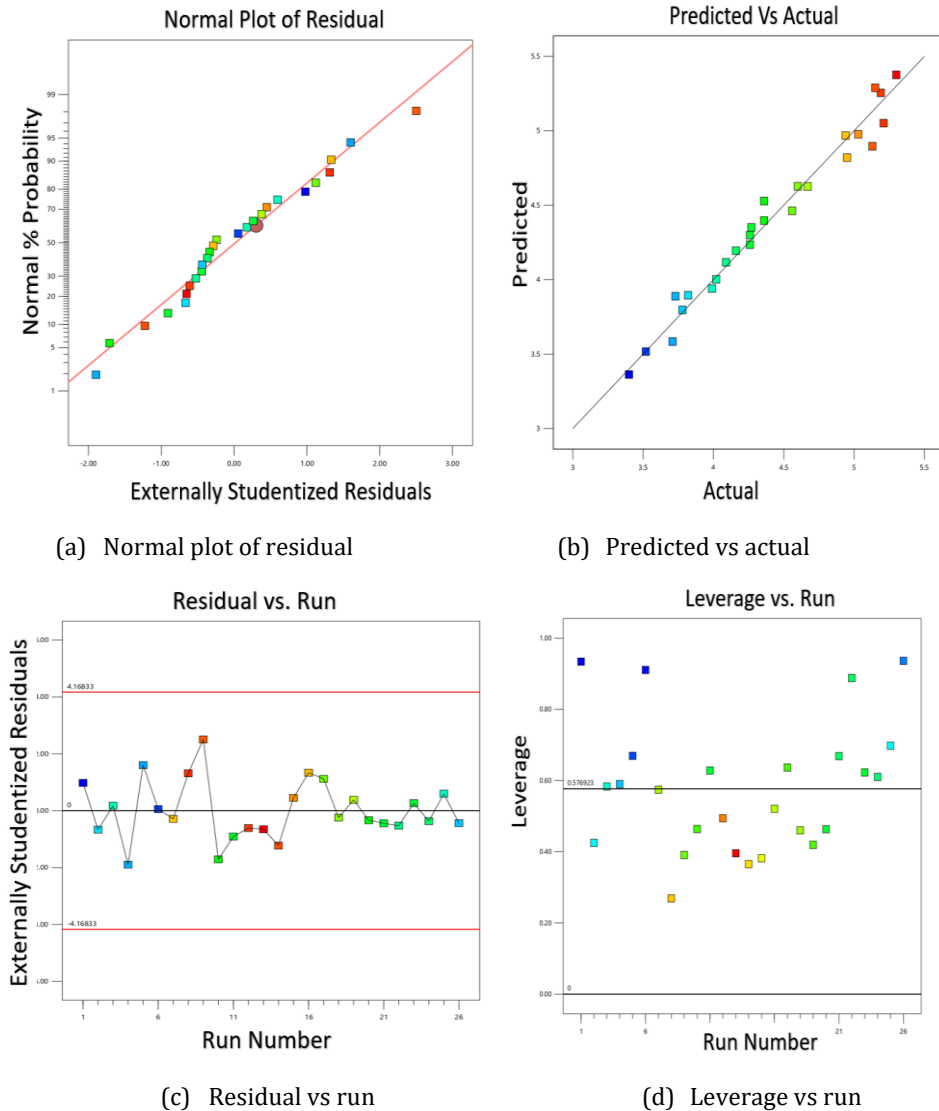 Normal Plot of Residual
Normal % Probability
99
95
90
80
70
50
30
20
10
5
1
-2.00 -1.00 0.00 1.00 2.00 3.00
Externally Studentized Residuals
(a) Normal plot of residual
Predicted Vs Actual
Predicted
5.5
5
4.5
4
3.5
3
3 3.5 4 4.5 5 5.5
Actual
(b) Predicted vs actual
Residual vs. Run
Externally Studentized Residuals
4.16833
0
-4.16833
1 6 11 16 21 26
Run Number
(c) Residual vs run
Leverage vs. Run
Leverage
1.00
0.80
0.60
0.576923
0.40
0.20
0.00
0
1 6 21 26
Run Number
(d) Leverage vs run